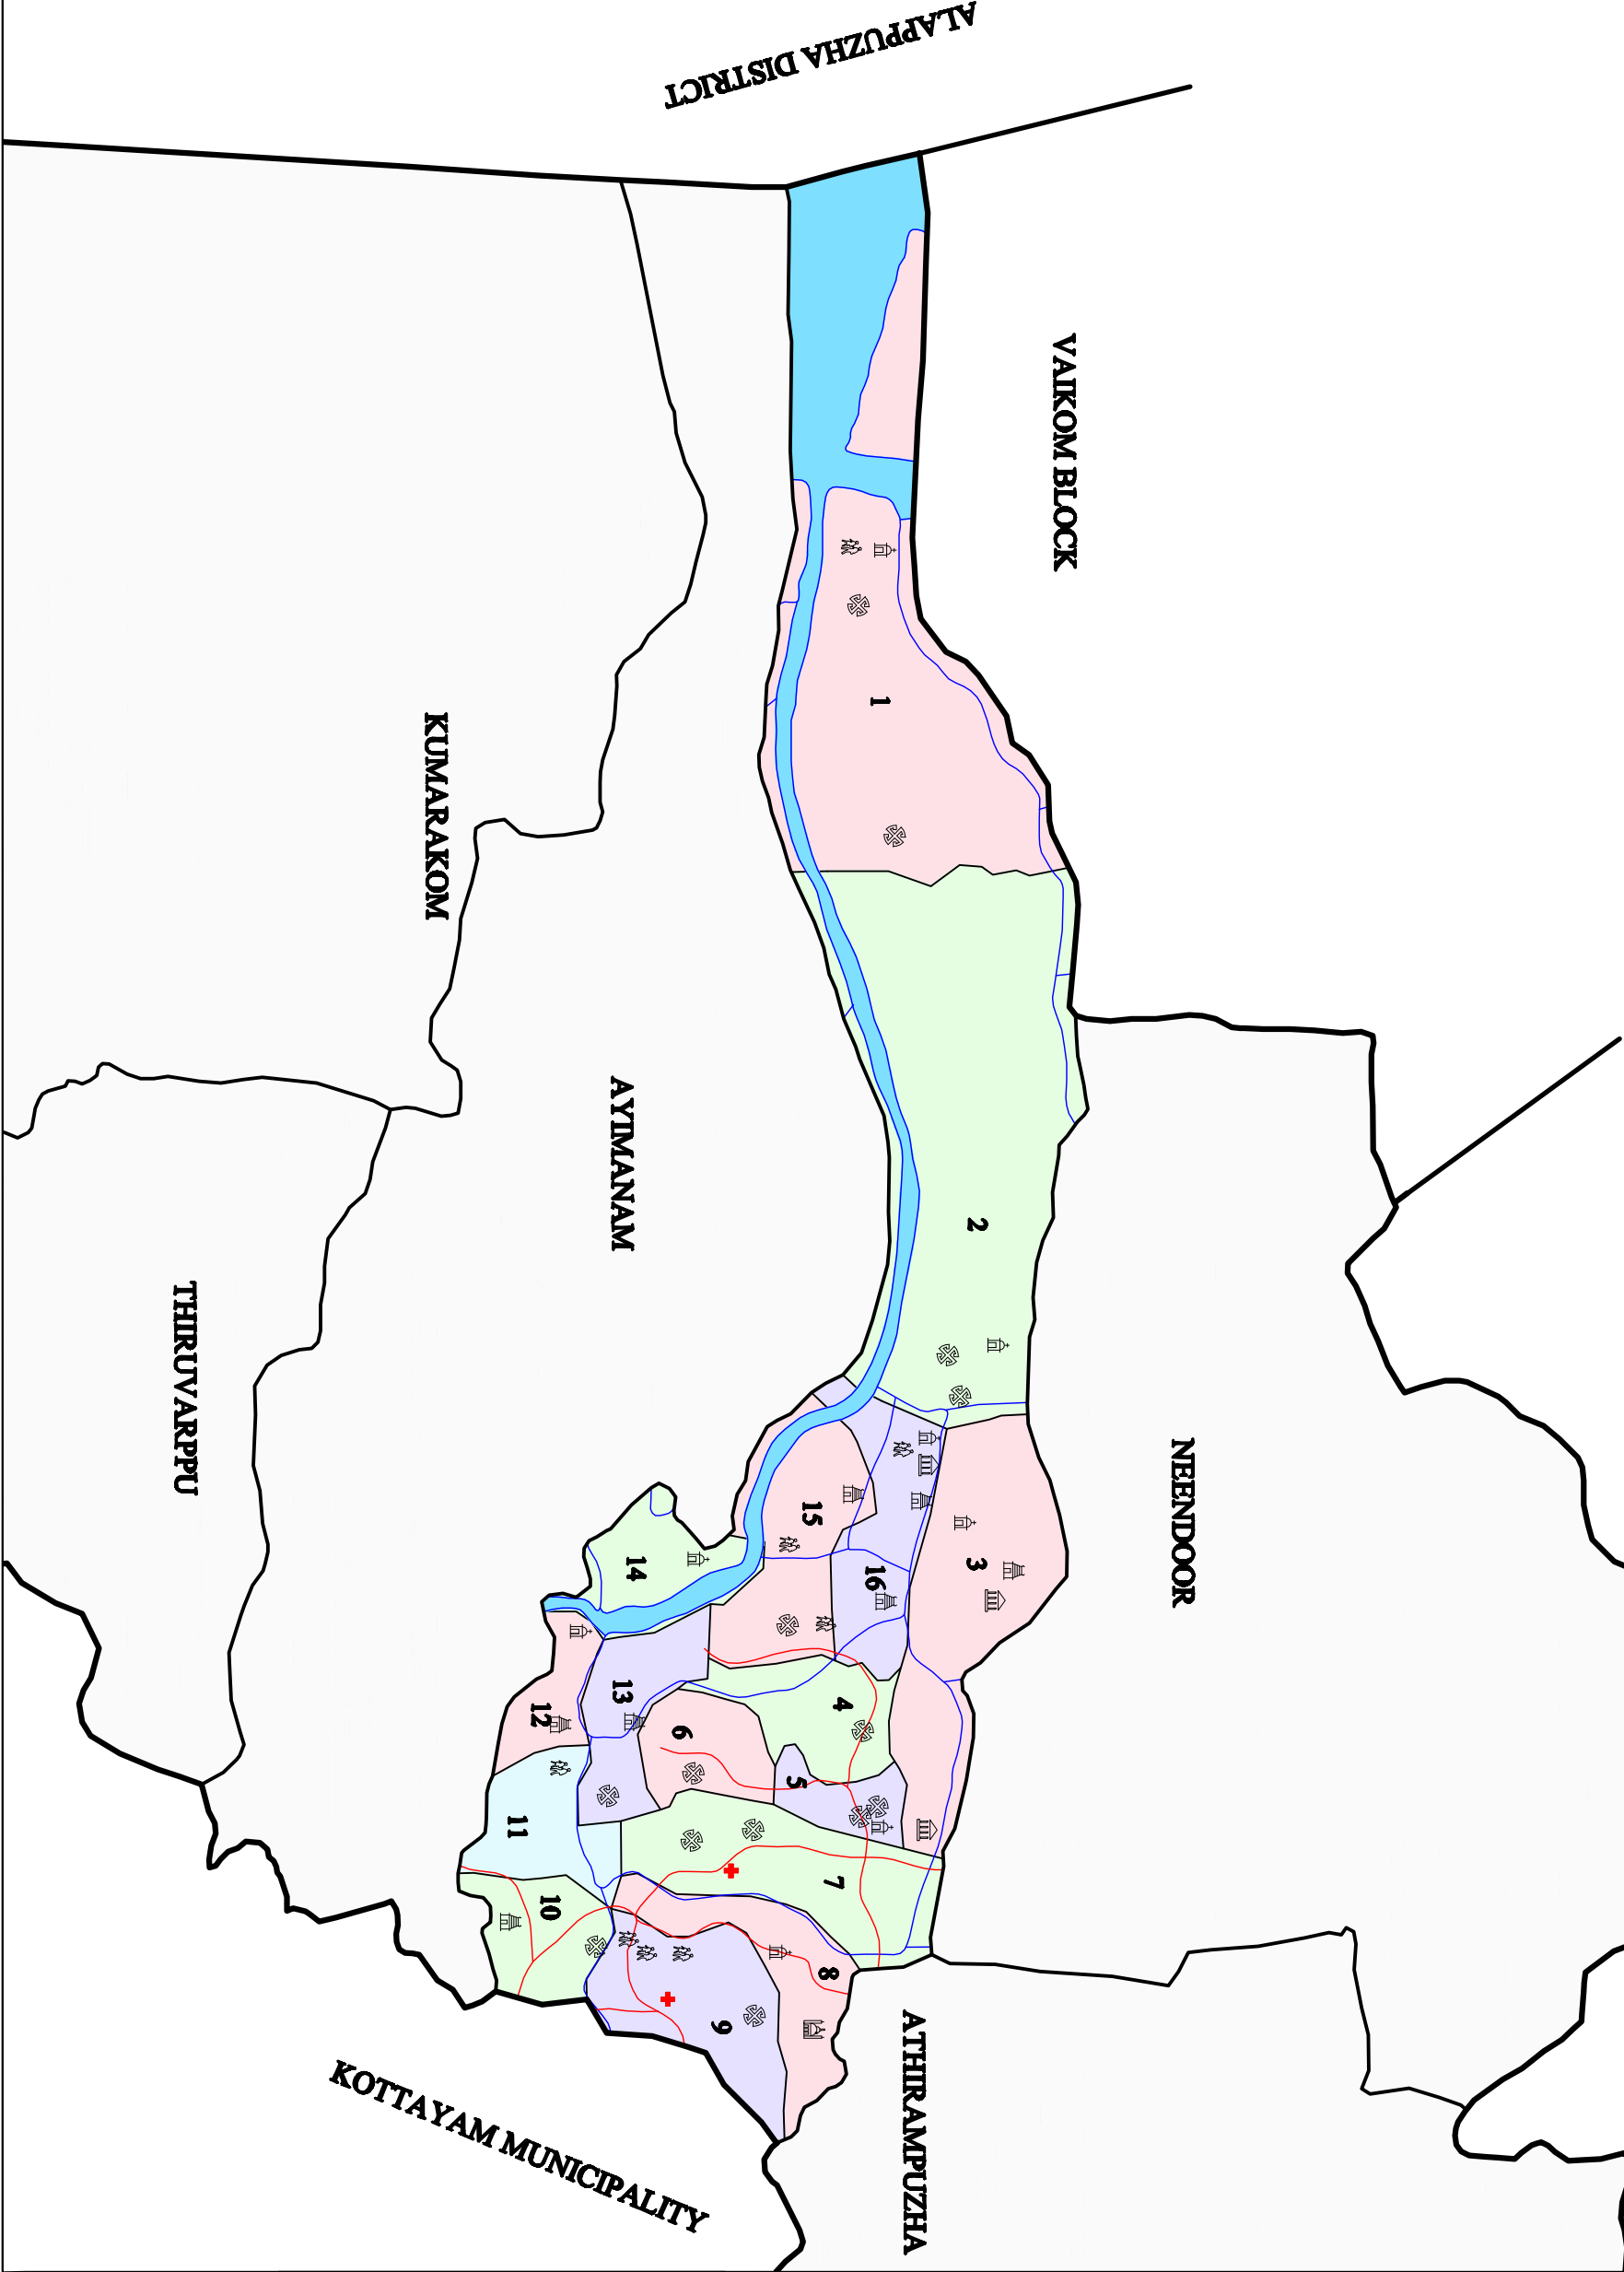 ALAPPUZHA DISTRICT
VAIKOM BLOCK
KUMARAKOM
AYIMANAM
THIRUVARPPU
NEENDOOR
ATHIRAMPUZHA
KOTTAYAM MUNICIPALITY
1
2
3
4
5
6
7
8
9
10
11
12
13
14
15
16